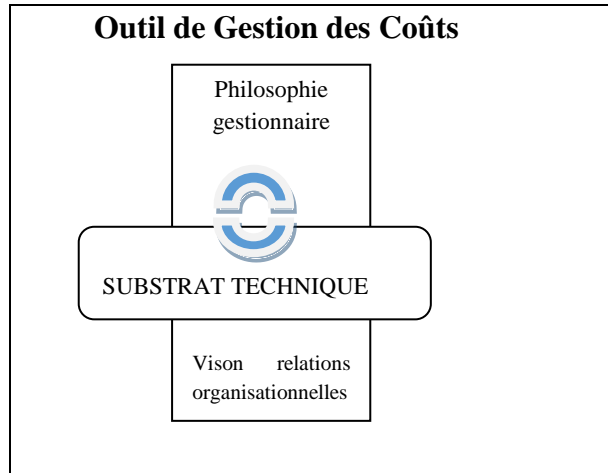 Outil de Gestion des Coûts
Philosophie
gestionnaire
SUBSTRAT TECHNIQUE
Vison relations
organisationnelles